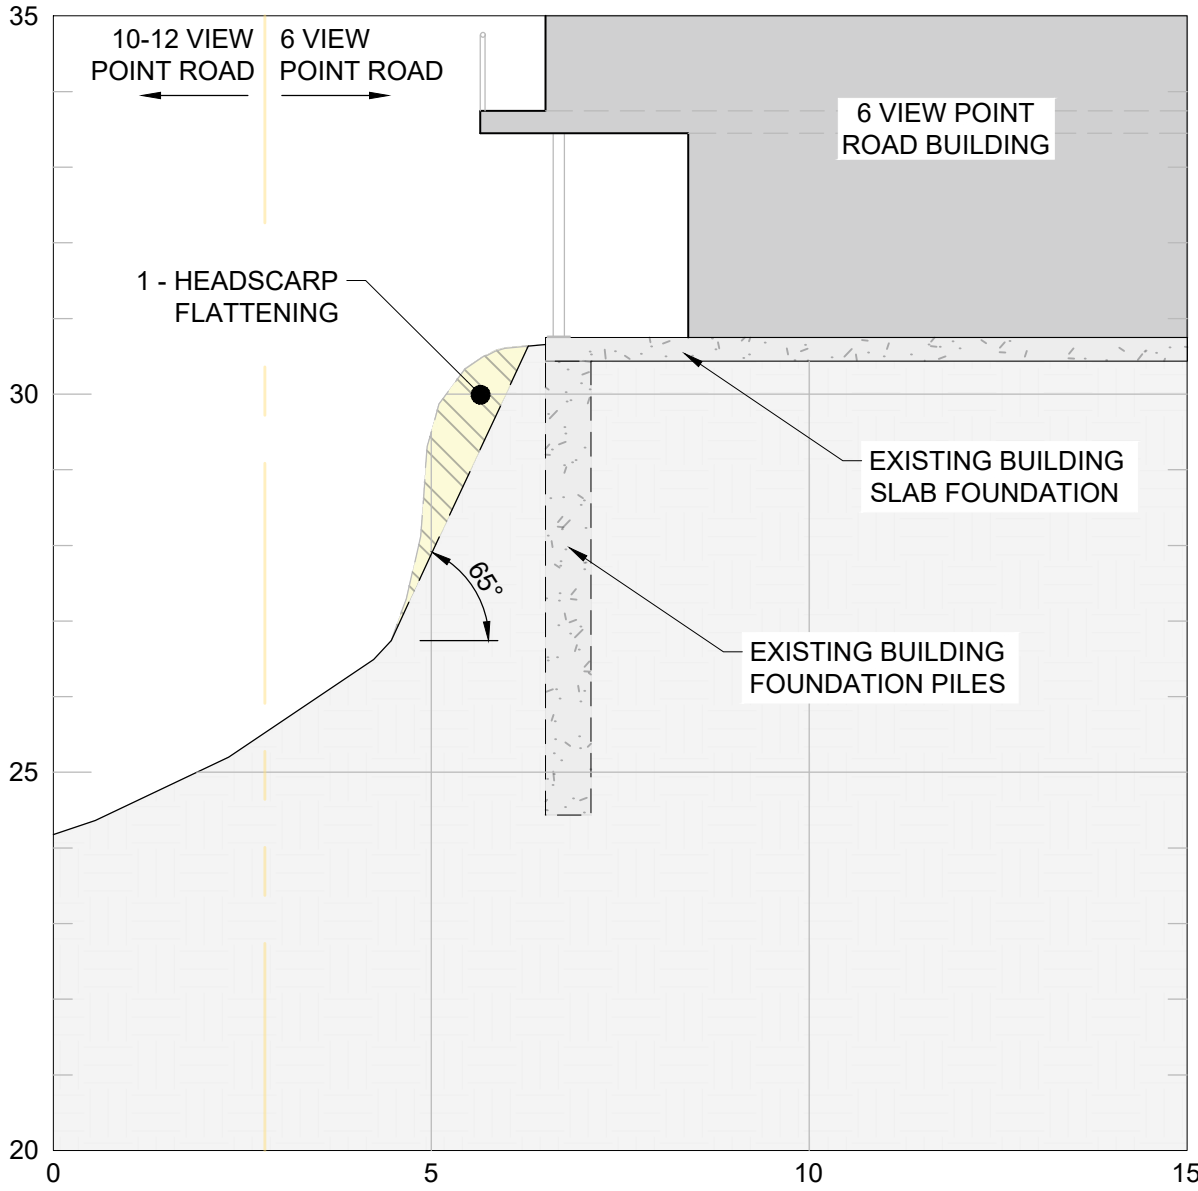 35
10-12 VIEW
POINT ROAD
6 VIEW
POINT ROAD
6 VIEW POINT
ROAD BUILDING
1 - HEADSCARP
FLATTENING
30
EXISTING BUILDING
SLAB FOUNDATION
65°
EXISTING BUILDING
FOUNDATION PILES
25
20
0
5
10
15